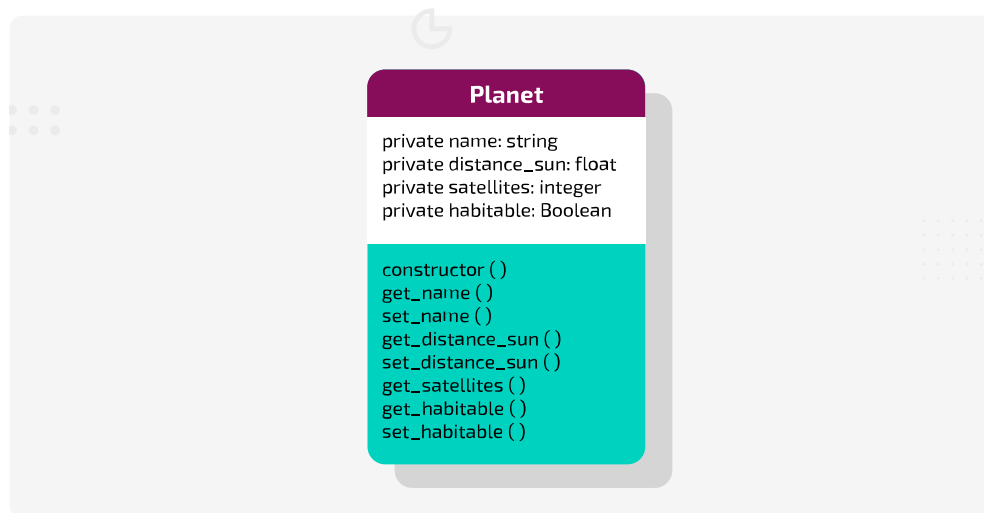 Planet
private name: string
private distance_sun: float
private satellites: integer
private habitable: Boolean
constructor ( )
get_name ( )
set_name ( )
get_distance_sun ( )
set_distance_sun ( )
get_satellites ( )
get_habitable ( )
set_habitable ( )